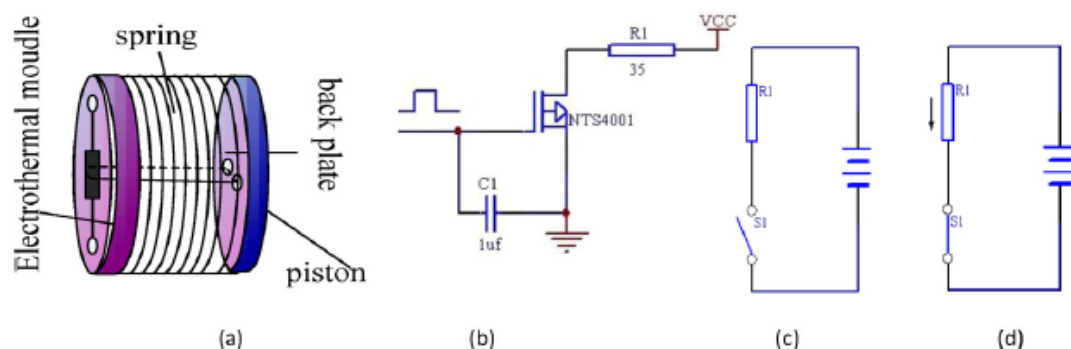 Electrothermal moudle
spring
back plate
piston
(a)
VCC
R1
35
NTS4001
C1
1uf
(b)
R1
S1
(c)
R1
S1
(d)